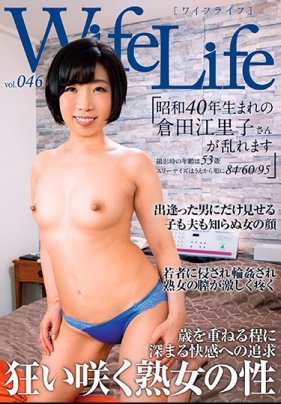 WifeLife
[ワイフライフ]
vol.046
昭和40年生まれの
倉田江里子さん
が乱れます
撮影時の年齢は53歳
スリーサイズはうえから順に84/60/95
出逢った男にだけ見せる
子も夫も知らぬ女の顔
若者に侵され輪姦され
熟女の膣が激しく疼く
歳を重ねる程に
深まる快感への追求
狂い咲く熟女の性